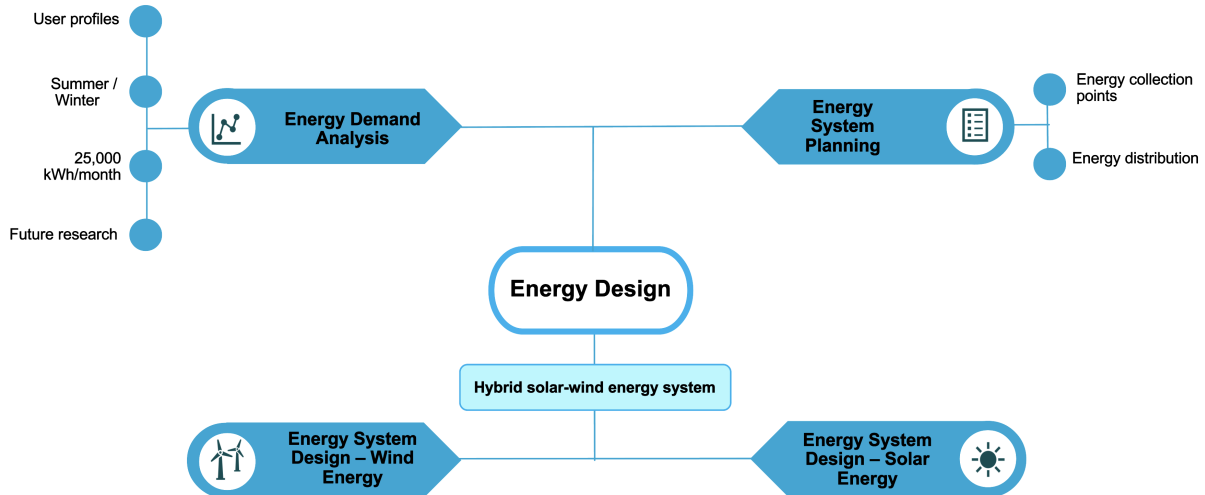 User profiles
Summer /
Winter
25,000
kWh/month
Future research
Energy Demand
Analysis
Energy
System
Planning
Energy collection
points
Energy distribution
Energy Design
Hybrid solar-wind energy system
Energy System
Design – Wind
Energy
Energy System
Design – Solar
Energy